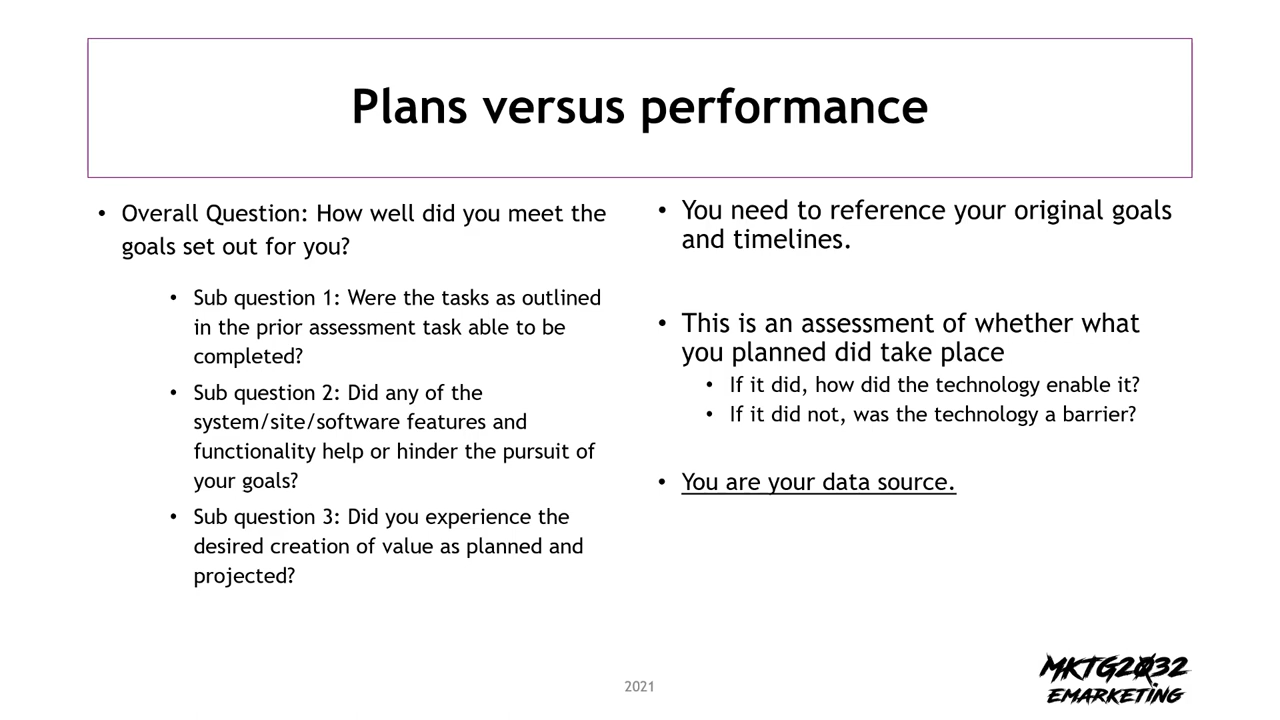 Plans versus performance
• Overall Question: How well did you meet the
goals set out for you?
• Sub question 1: Were the tasks as outlined
in the prior assessment task able to be
completed?
• Sub question 2: Did any of the
system/site/software features and
functionality help or hinder the pursuit of
your goals?
• Sub question 3: Did you experience the
desired creation of value as planned and
projected?
• You need to reference your original goals
and timelines.
• This is an assessment of whether what
you planned did take place
• If it did, how did the technology enable it?
• If it did not, was the technology a barrier?
• You are your data source.
2021
MKTG2032
EMARKETING